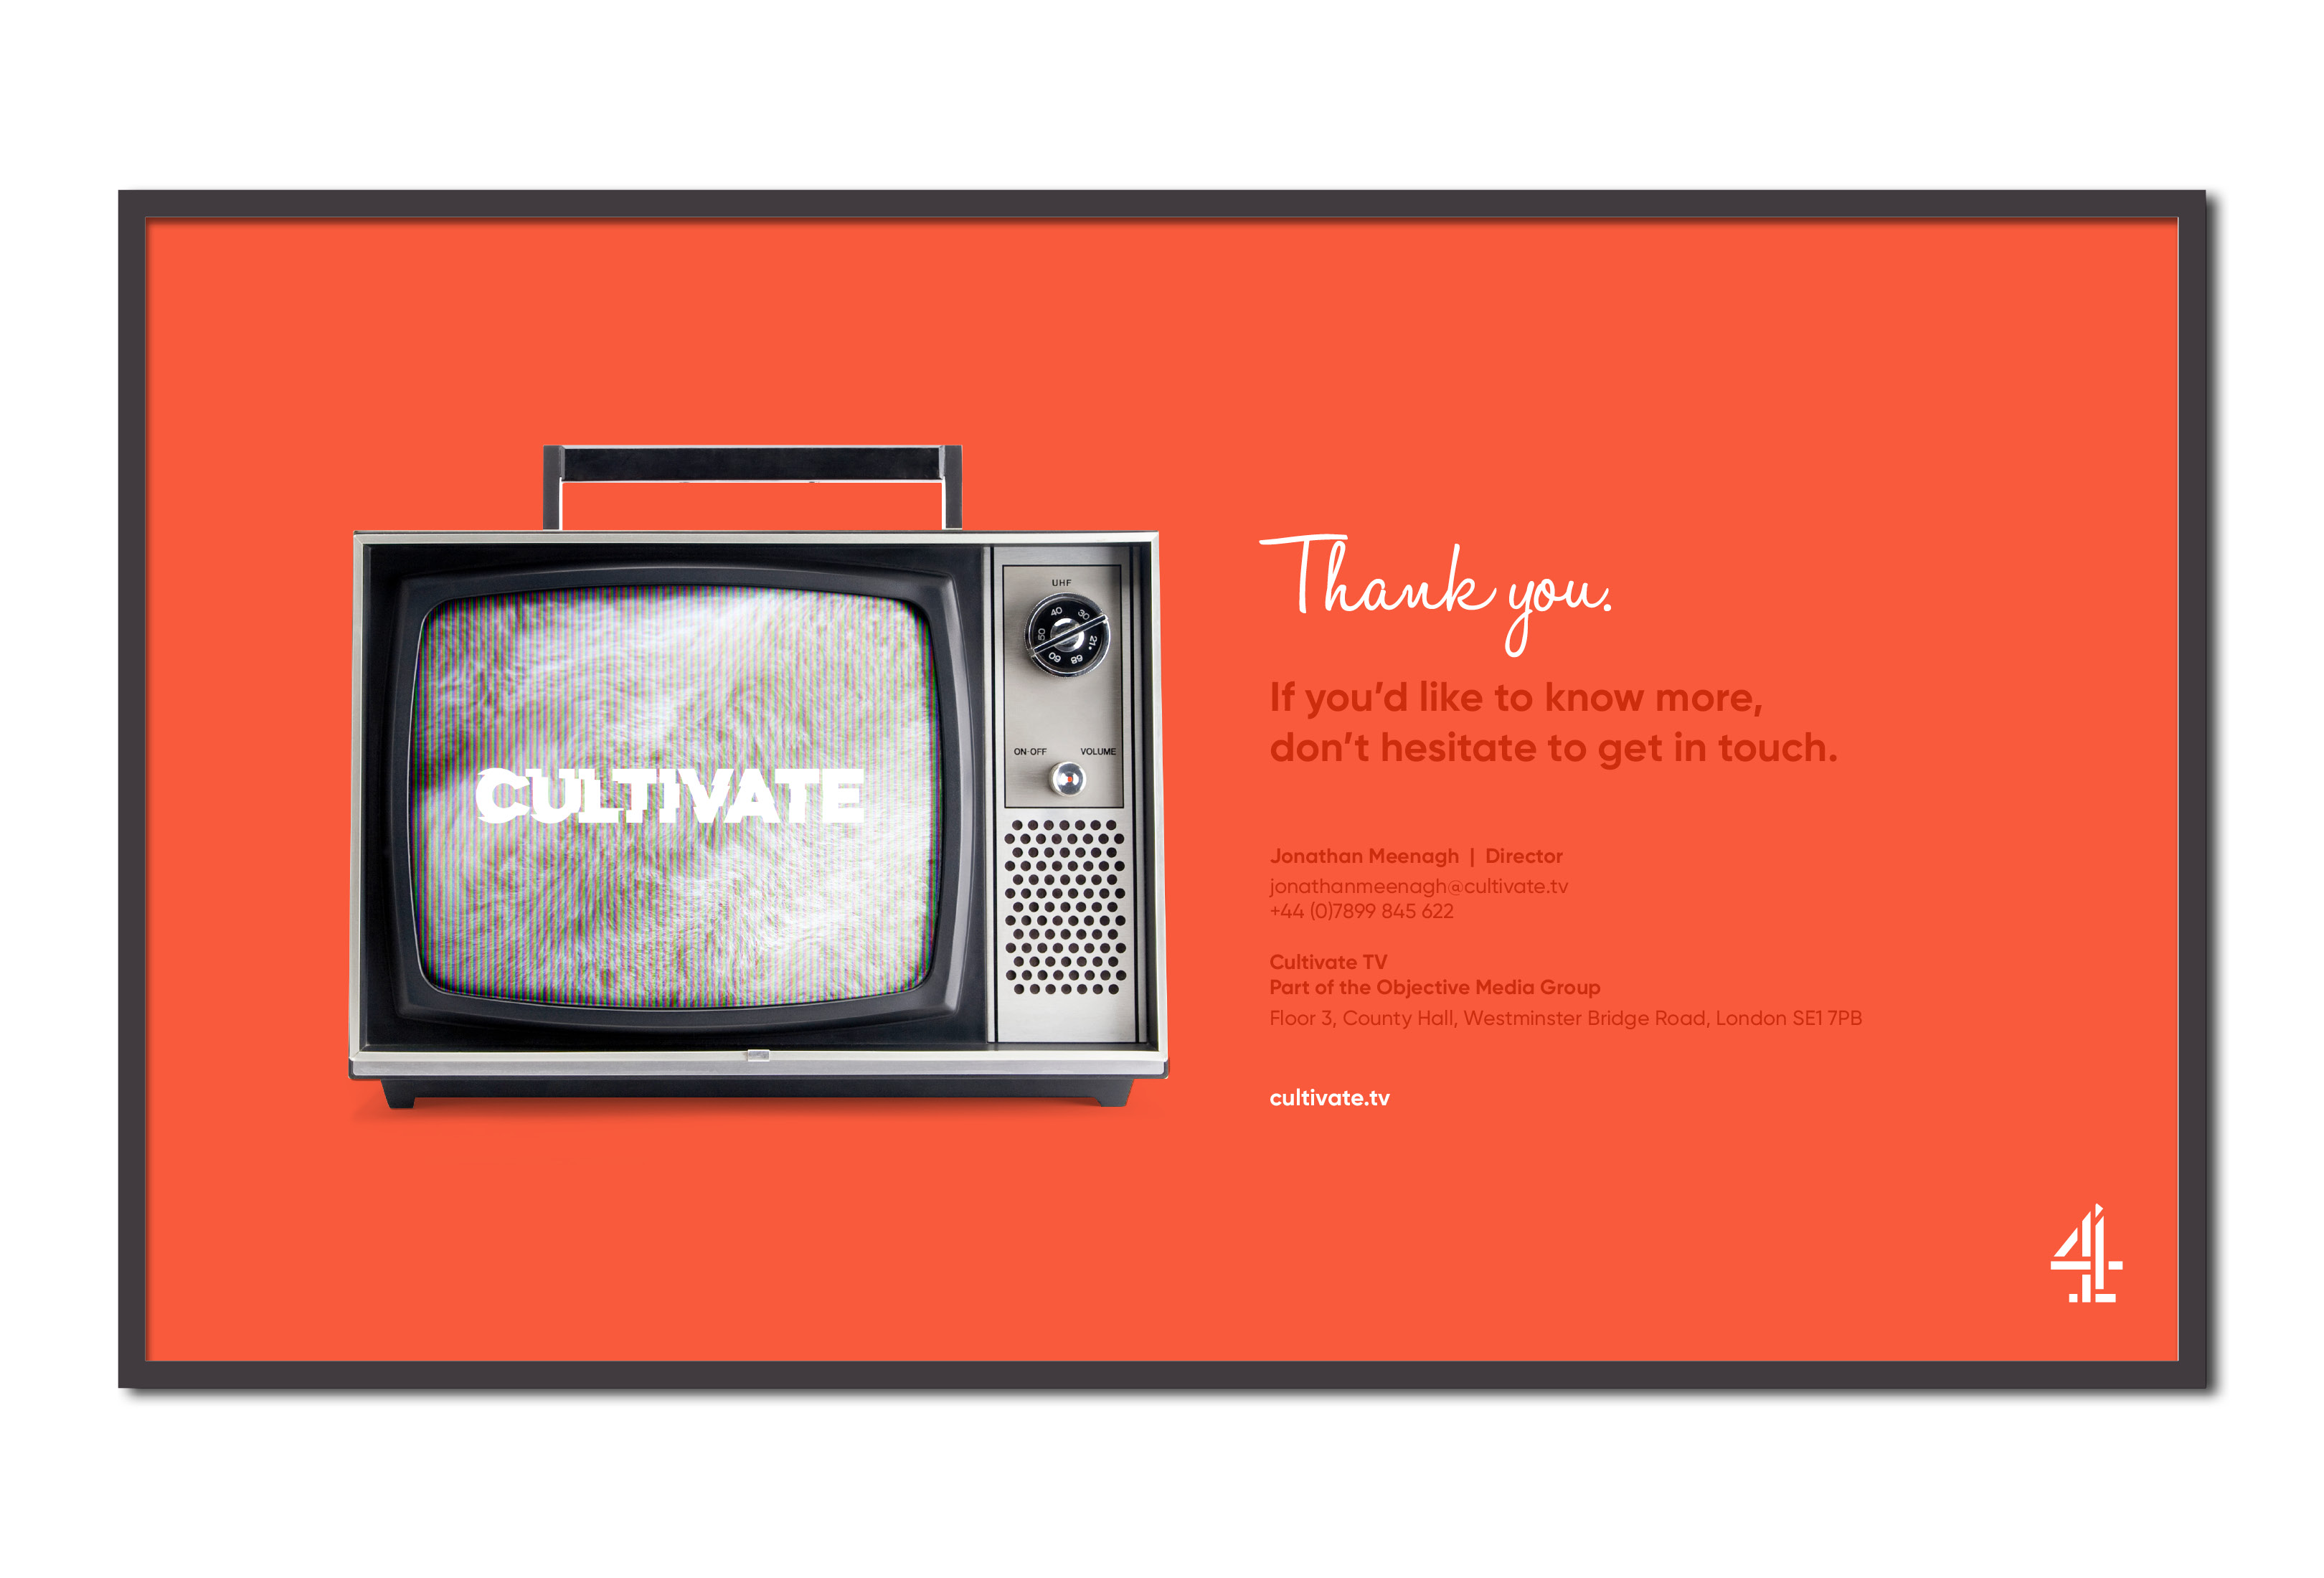 CULTIVATE
UHF
40 30
50 21
60 68
ON·OFF VOLUME
Thank you.
If you’d like to know more,
don’t hesitate to get in touch.
Jonathan Meenagh | Director
jonathanmeenagh@cultivate.tv
+44 (0)7899 845 622
Cultivate TV
Part of the Objective Media Group
Floor 3, County Hall, Westminster Bridge Road, London SE1 7PB
cultivate.tv
4